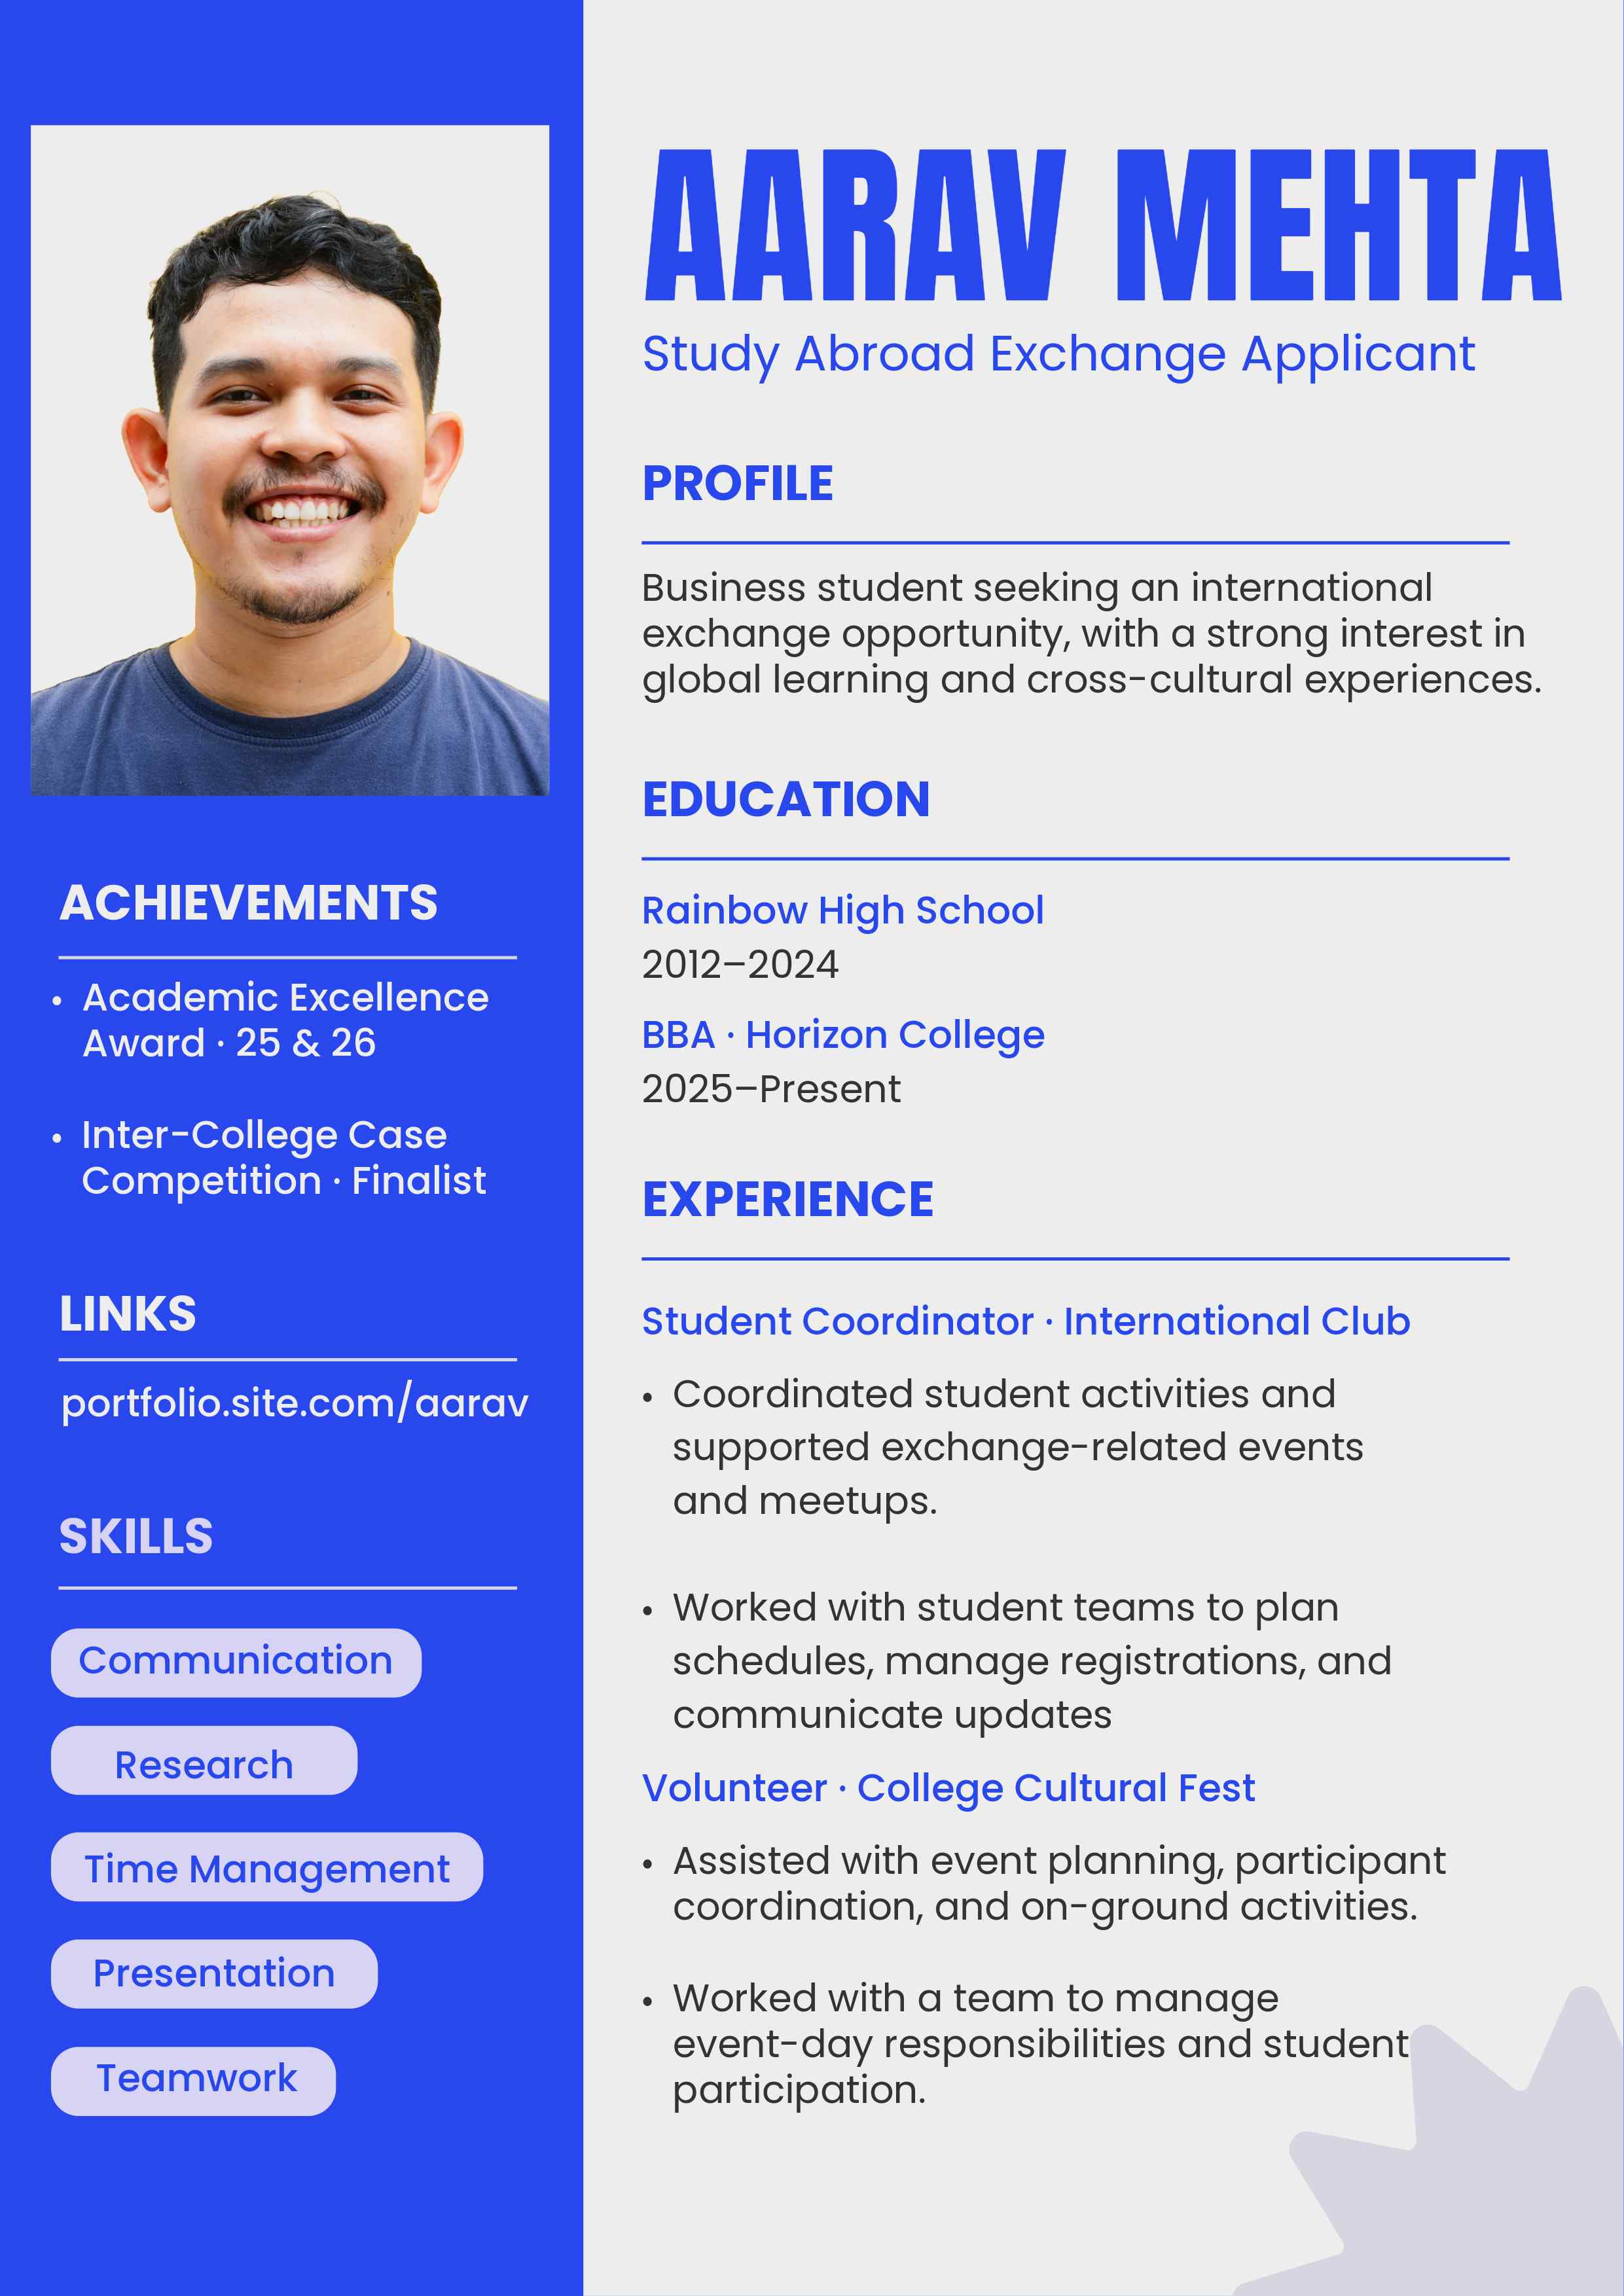 AARAV MEHTA
Study Abroad Exchange Applicant
PROFILE
Business student seeking an international
exchange opportunity, with a strong interest in
global learning and cross-cultural experiences.
EDUCATION
Rainbow High School
2012–2024
BBA · Horizon College
2025–Present
EXPERIENCE
Student Coordinator · International Club
• Coordinated student activities and
supported exchange-related events
and meetups.
• Worked with student teams to plan
schedules, manage registrations, and
communicate updates
Volunteer · College Cultural Fest
• Assisted with event planning, participant
coordination, and on-ground activities.
• Worked with a team to manage
event-day responsibilities and student
participation.
ACHIEVEMENTS
• Academic Excellence
Award · 25 & 26
• Inter-College Case
Competition · Finalist
LINKS
portfolio.site.com/aarav
SKILLS
Communication
Research
Time Management
Presentation
Teamwork